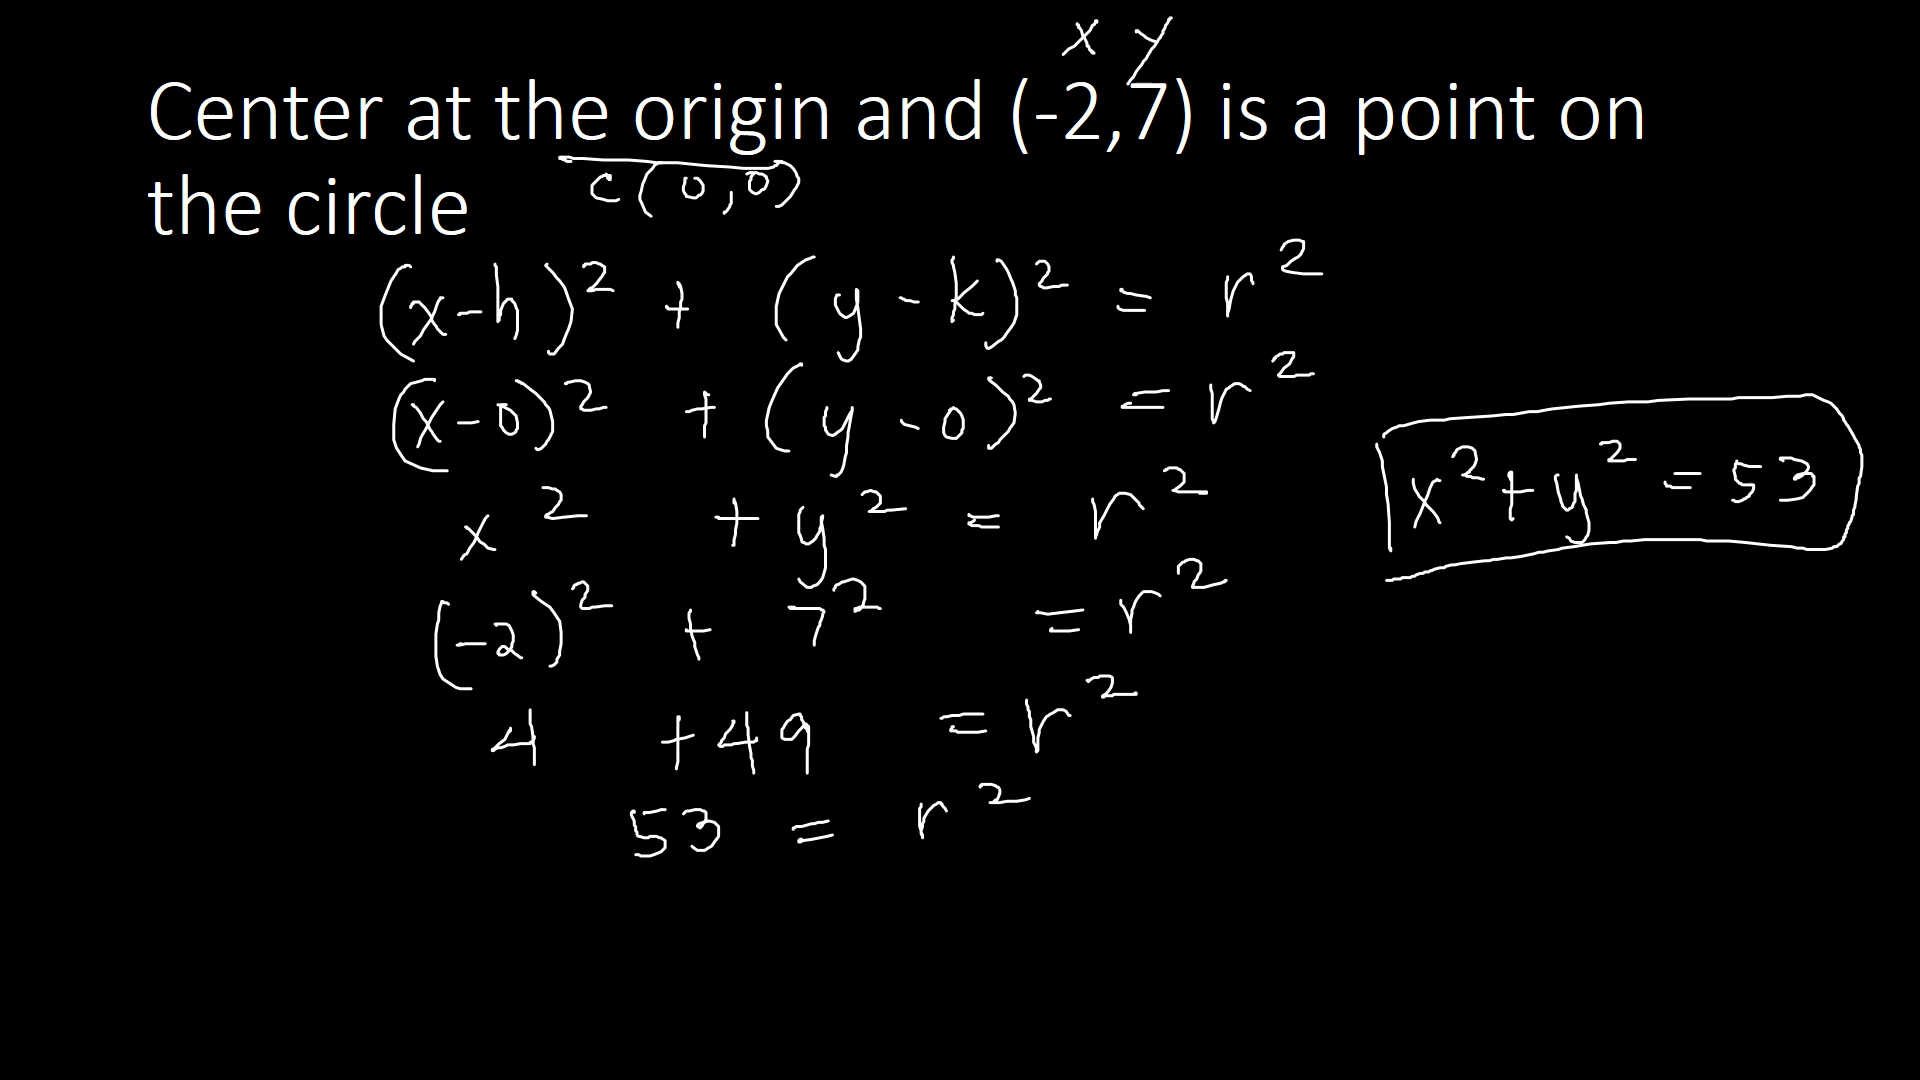 x y
Center at the origin and (-2,7) is a point on
the circle
C(0,0)
(x-h)² + (y-k)² = r²
(x-0)² + (y-0)² = r²
x² + y² = r²
(-2)² + 7² = r²
4 + 49 = r²
53 = r²
x² + y² = 53